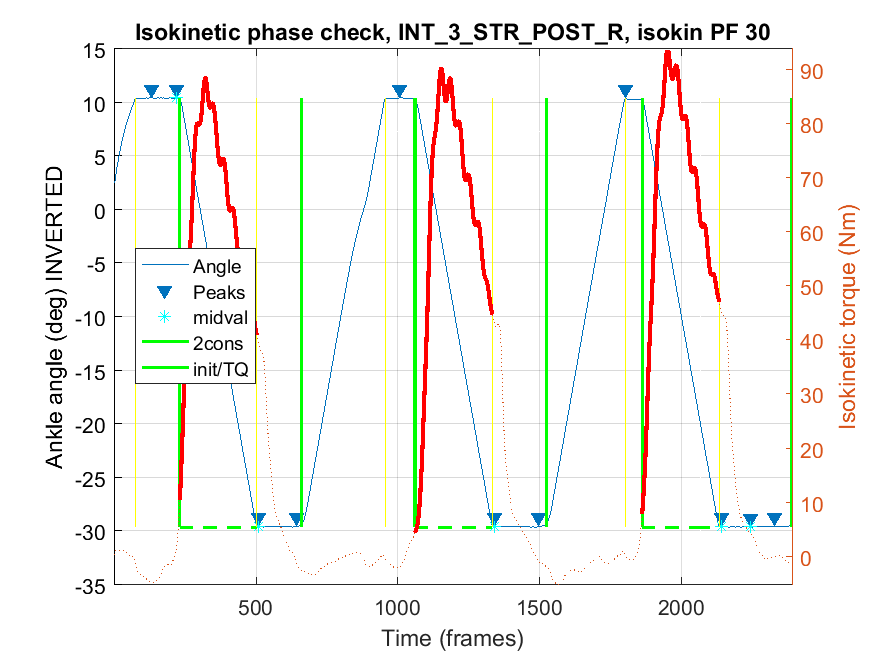 Isokinetic phase check, INT_3_STR_POST_R, isokin PF 30
15
10
5
0
-5
-10
-15
-20
-25
-30
-35
Ankle angle (deg) INVERTED
Angle
Peaks
midval
2cons
init/TQ
90
80
70
60
50
40
30
20
10
0
Isokinetic torque (Nm)
500
1000
1500
2000
Time (frames)